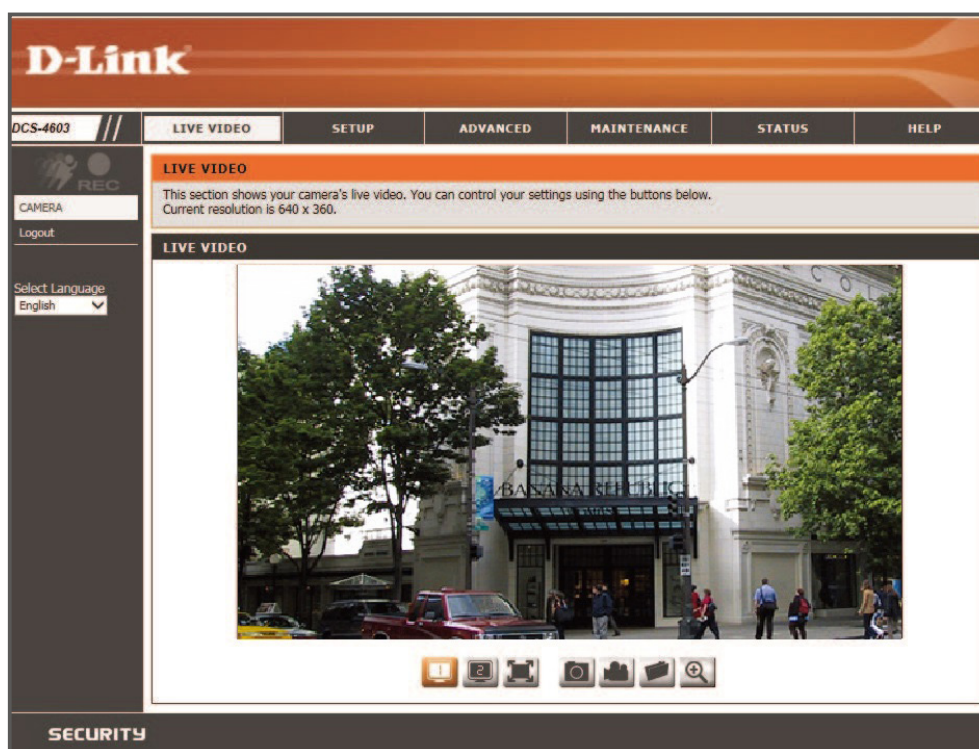 D-Link
DCS-4603
LIVE VIDEO
SETUP
ADVANCED
MAINTENANCE
STATUS
HELP
REC
CAMERA
Logout
Select Language
English
LIVE VIDEO
This section shows your camera's live video. You can control your settings using the buttons below.
Current resolution is 640 x 360.
LIVE VIDEO
BANANA REPUBLIC
1
2
SECURITY